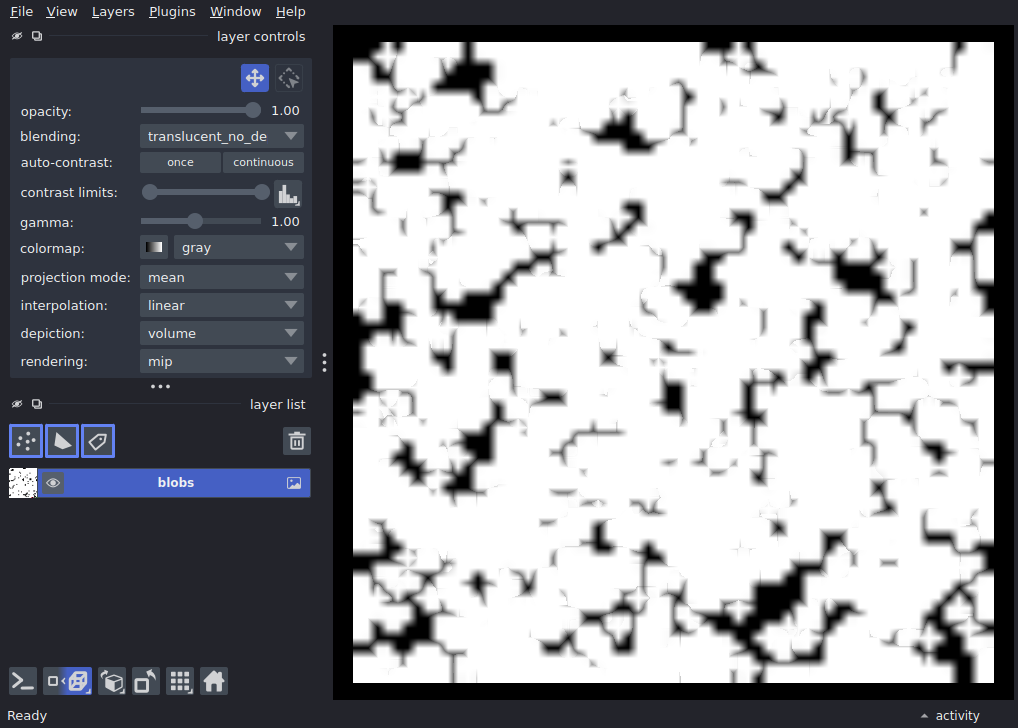 File View Layers Plugins Window Help
layer controls
opacity: 1.00
blending: translucent_no_de
auto-contrast: once continuous
contrast limits:
gamma: 1.00
colormap: gray
projection mode: mean
interpolation: linear
depiction: volume
rendering: mip
layer list
blobs
Ready activity